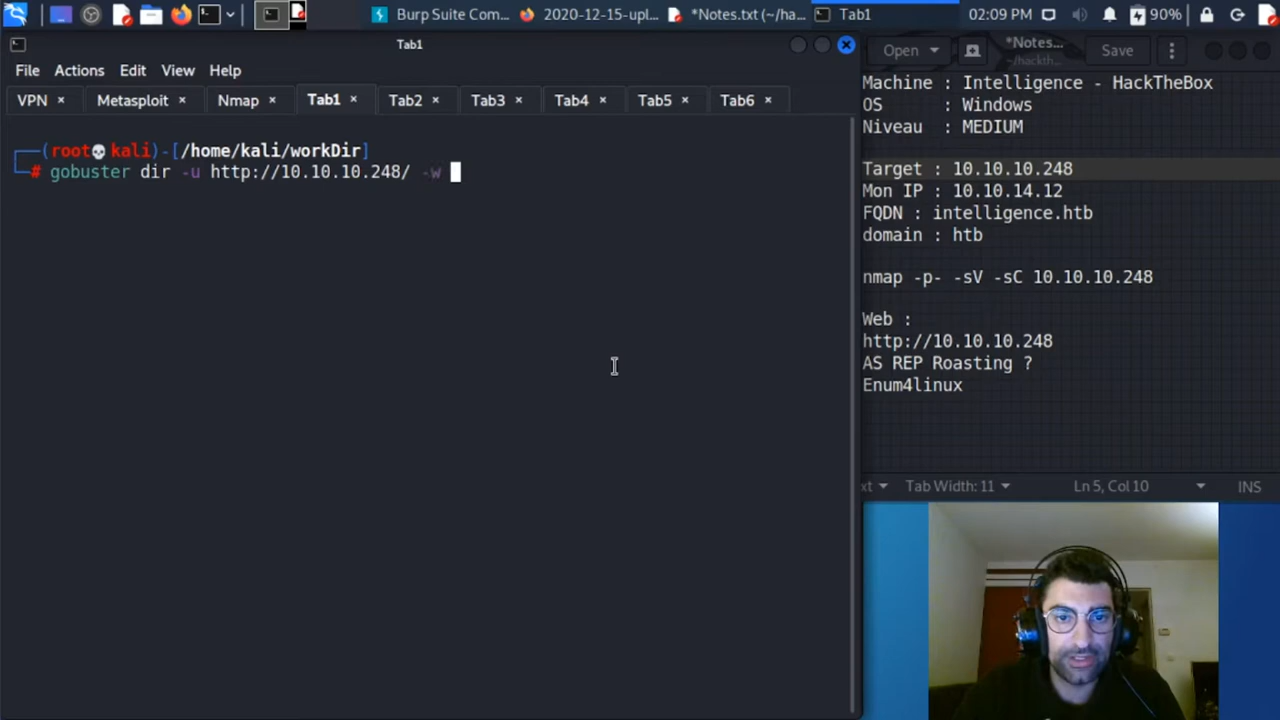 Burp Suite Com...
2020-12-15-upl...
*Notes.txt (~/ha...
Tab1
02:09 PM
90%
Tab1
File Actions Edit View Help
VPN × Metasploit × Nmap × Tab1 × Tab2 × Tab3 × Tab4 × Tab5 × Tab6 ×
┌──(root💀kali)-[/home/kali/workDir]
└─# gobuster dir -u http://10.10.10.248/ -w
Open
*Notes...
~/hackth...
Save
Machine : Intelligence - HackTheBox
OS : Windows
Niveau : MEDIUM
Target : 10.10.10.248
Mon IP : 10.10.14.12
FQDN : intelligence.htb
domain : htb
nmap -p- -sV -sC 10.10.10.248
Web :
http://10.10.10.248
AS REP Roasting ?
Enum4linux
xt Tab Width: 11 Ln 5, Col 10 INS